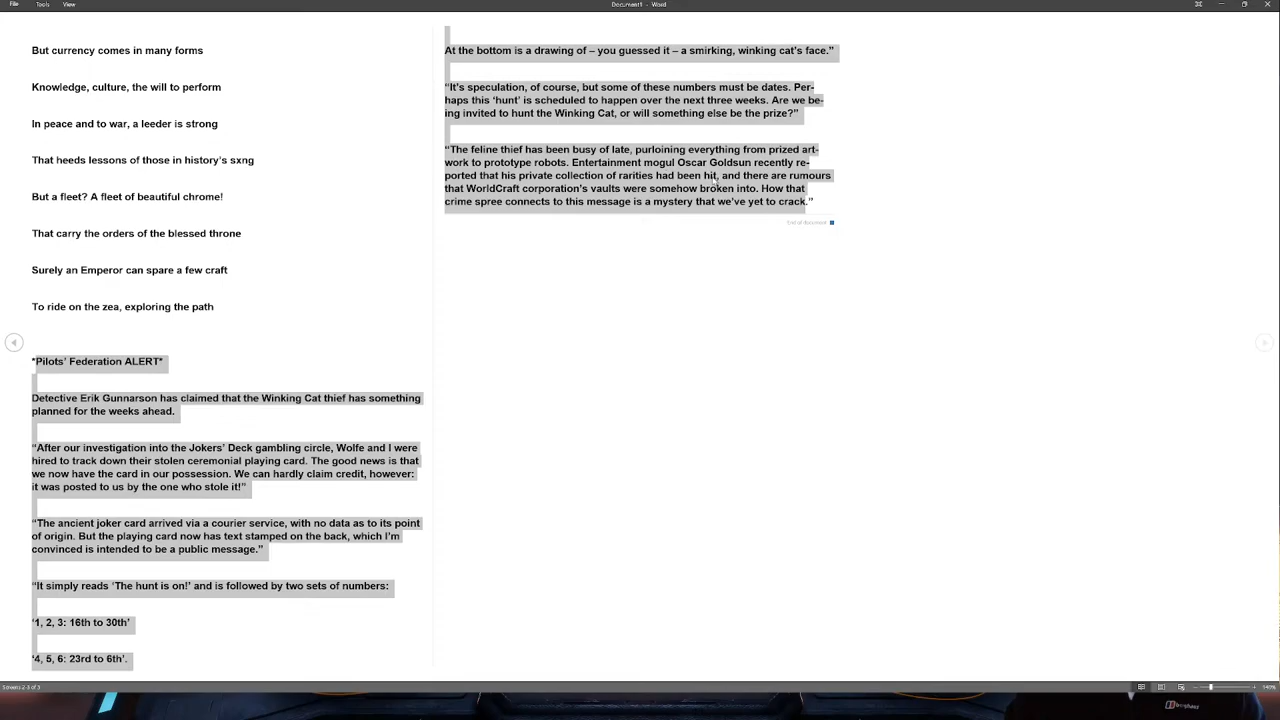 Document1 - Word
File
Tools
View
But currency comes in many forms
Knowledge, culture, the will to perform
In peace and to war, a leeder is strong
That heeds lessons of those in history's sxng
But a fleet? A fleet of beautiful chrome!
That carry the orders of the blessed throne
Surely an Emperor can spare a few craft
To ride on the zea, exploring the path
*Pilots' Federation ALERT*
Detective Erik Gunnarson has claimed that the Winking Cat thief has something
planned for the weeks ahead.
“After our investigation into the Jokers' Deck gambling circle, Wolfe and I were
hired to track down their stolen ceremonial playing card. The good news is that
we now have the card in our possession. We can hardly claim credit, however:
it was posted to us by the one who stole it!”
“The ancient joker card arrived via a courier service, with no data as to its point
of origin. But the playing card now has text stamped on the back, which I'm
convinced is intended to be a public message.”
“It simply reads 'The hunt is on!' and is followed by two sets of numbers:
'1, 2, 3: 16th to 30th'
'4, 5, 6: 23rd to 6th'.
At the bottom is a drawing of – you guessed it – a smirking, winking cat's face.”
“It's speculation, of course, but some of these numbers must be dates. Per-
haps this 'hunt' is scheduled to happen over the next three weeks. Are we be-
ing invited to hunt the Winking Cat, or will something else be the prize?”
“The feline thief has been busy of late, purloining everything from prized art-
work to prototype robots. Entertainment mogul Oscar Goldsun recently re-
ported that his private collection of rarities had been hit, and there are rumours
that WorldCraft corporation's vaults were somehow broken into. How that
crime spree connects to this message is a mystery that we've yet to crack.”
End of document
Screens 2-3 of 3
140%